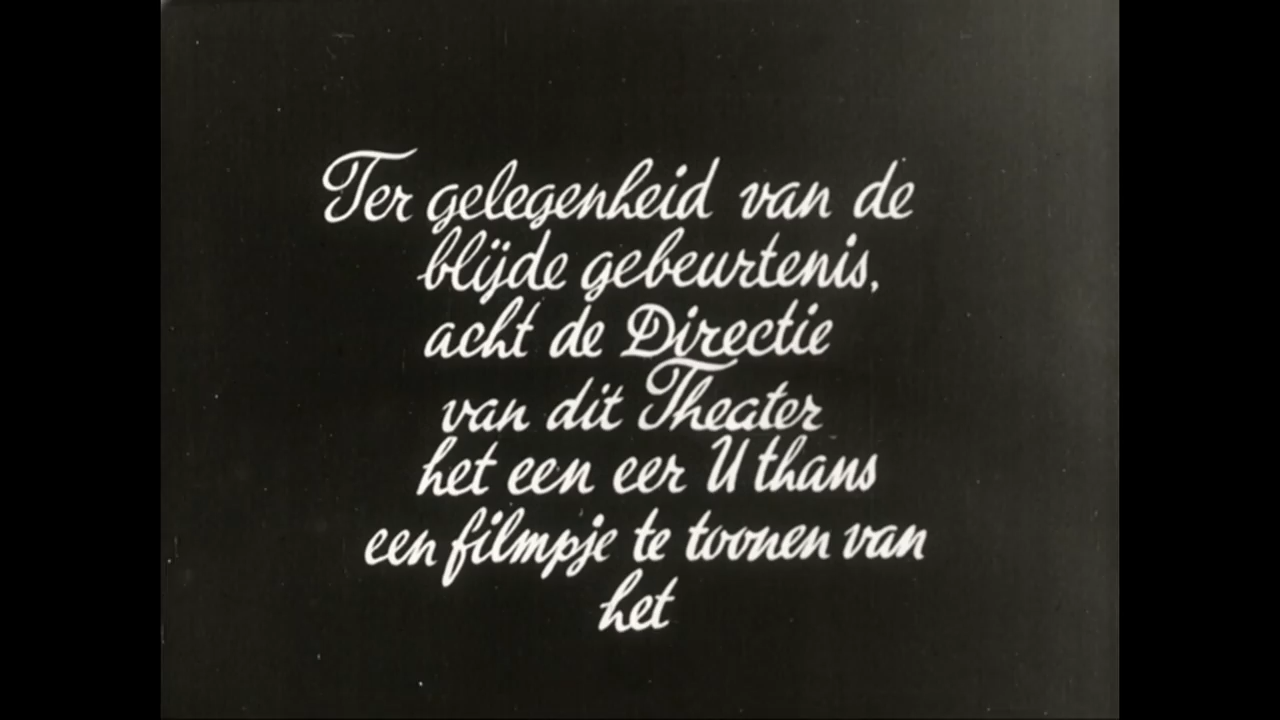 Ter gelegenheid van de
blijde gebeurtenis,
acht de Directie
van dit Theater
het een eer U thans
een filmpje te toonen van
het